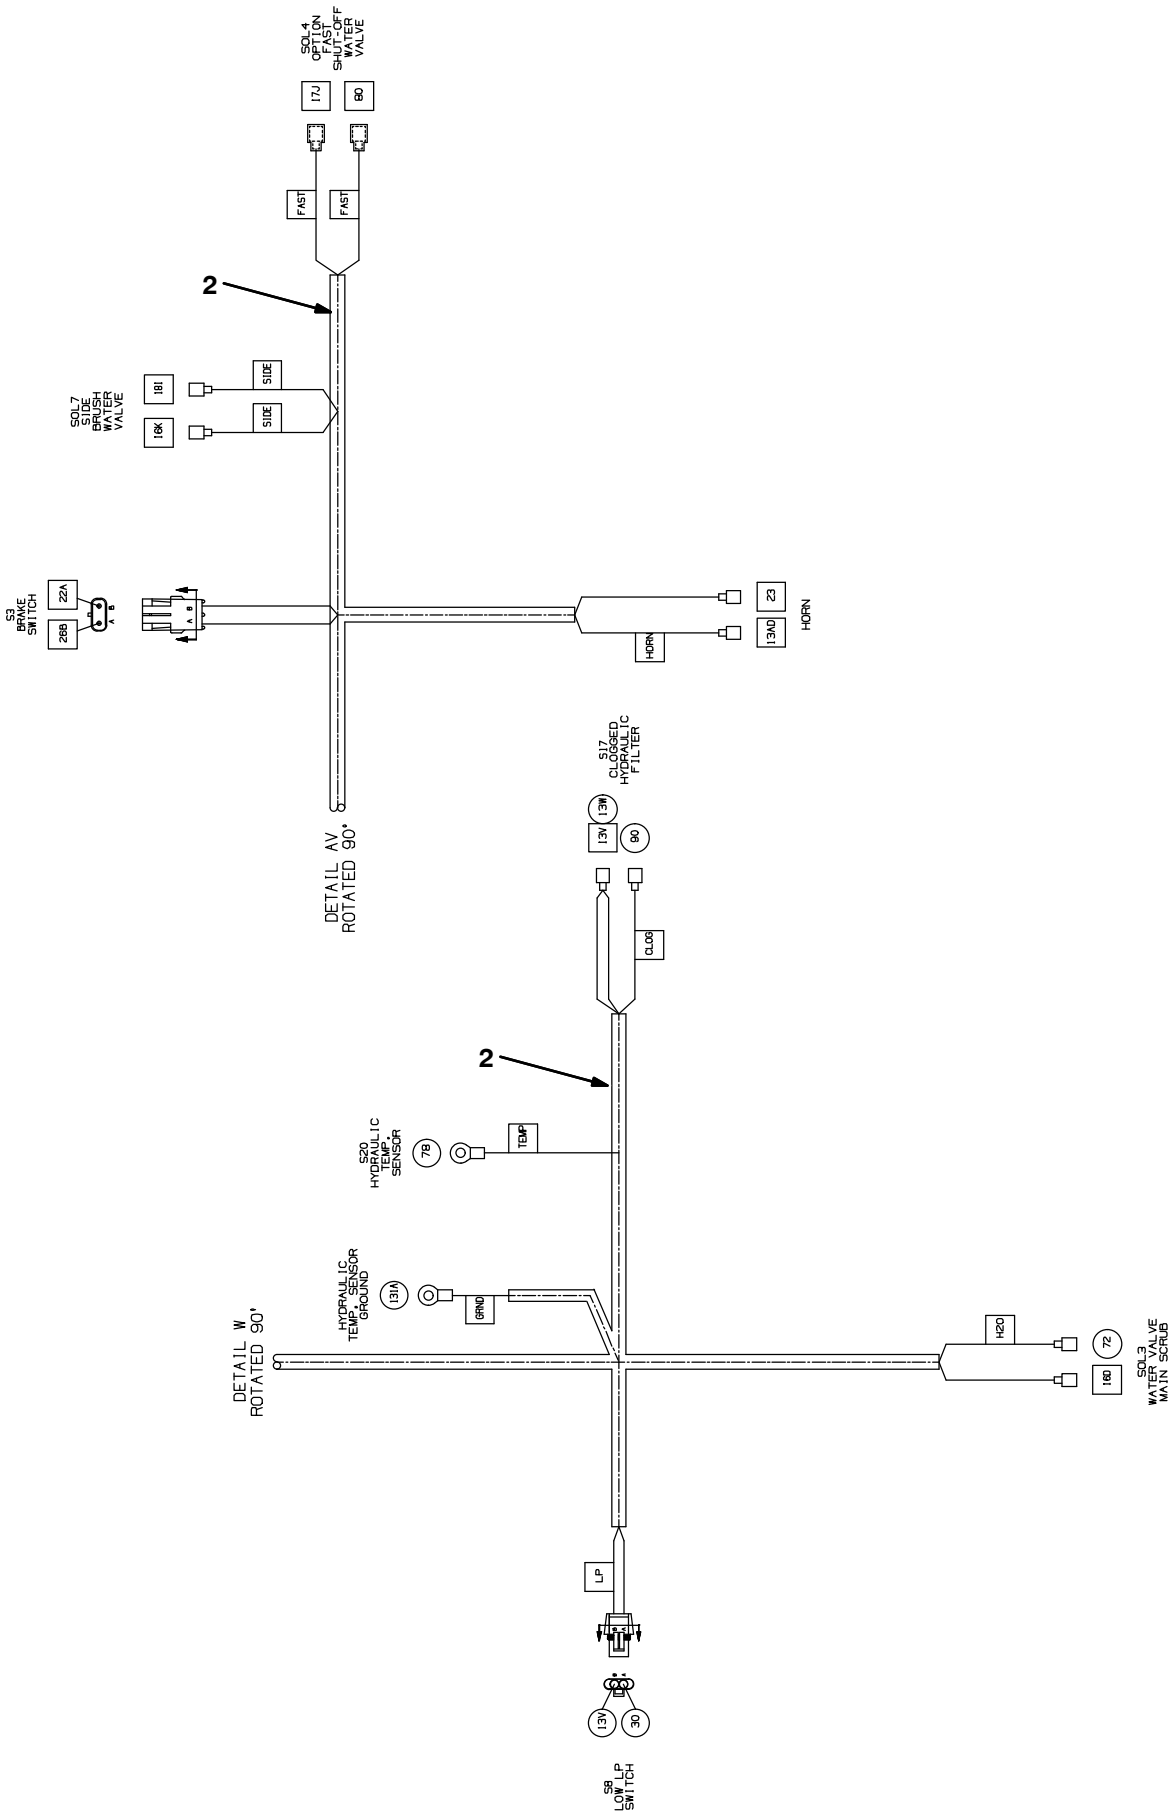 SOL4
OPTION
FAST
SHUT-OFF
WATER
VALVE
17J
80
FAST
FAST
2
SOL7
SIDE
BRUSH
WATER
VALVE
18I
16K
SIDE
SIDE
S3
BRAKE
SWITCH
22A
26B
A
B
A
B
23
13AD
HORN
HORN
DETAIL AV
ROTATED 90°
S17
CLOGGED
HYDRAULIC
FILTER
13W
13V
90
CLOG
2
S20
HYDRAULIC
TEMP.
SENSOR
78
TEMP
HYDRAULIC
TEMP. SENSOR
GROUND
131A
GRND
DETAIL W
ROTATED 90°
H2O
72
16D
SOL3
WATER VALVE
MAIN SCRUB
LP
B
A
B
A
13V
30
S8
LOW LP
SWITCH